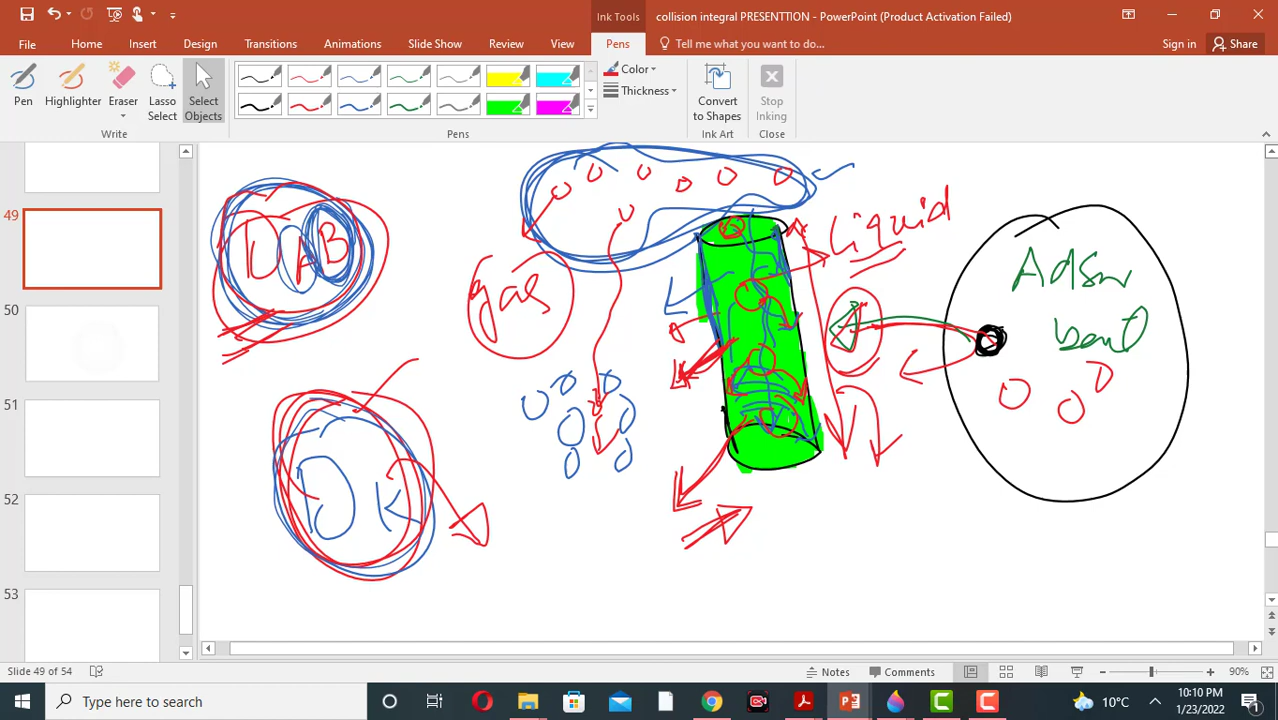 collision integral PRESENTTION - PowerPoint (Product Activation Failed)
Ink Tools
File Home Insert Design Transitions Animations Slide Show Review View Pens Tell me what you want to do... Sign in Share
Pen Highlighter Eraser Lasso Select Select Objects
Color
Thickness
Convert to Shapes
Stop Inking
Write Pens Ink Art Close
49
50
51
52
53
DAB
gas
Liquid
Adsor
bent
DK
Slide 49 of 54 Notes Comments 90%
Type here to search
10°C
10:10 PM
1/23/2022
1